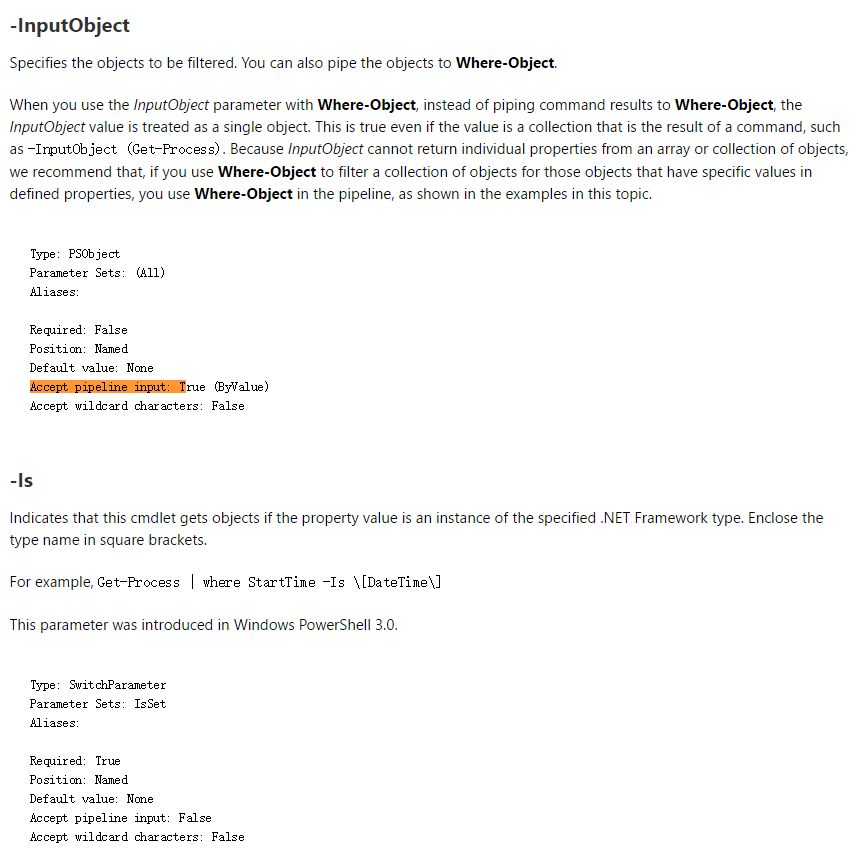 -InputObject
Specifies the objects to be filtered. You can also pipe the objects to Where-Object.
When you use the InputObject parameter with Where-Object, instead of piping command results to Where-Object, the
InputObject value is treated as a single object. This is true even if the value is a collection that is the result of a command, such
as -InputObject (Get-Process). Because InputObject cannot return individual properties from an array or collection of objects,
we recommend that, if you use Where-Object to filter a collection of objects for those objects that have specific values in
defined properties, you use Where-Object in the pipeline, as shown in the examples in this topic.
Type: PSObject
Parameter Sets: (All)
Aliases:
Required: False
Position: Named
Default value: None
Accept pipeline input: True (ByValue)
Accept wildcard characters: False
-Is
Indicates that this cmdlet gets objects if the property value is an instance of the specified .NET Framework type. Enclose the
type name in square brackets.
For example, Get-Process | where StartTime -Is \[DateTime\]
This parameter was introduced in Windows PowerShell 3.0.
Type: SwitchParameter
Parameter Sets: IsSet
Aliases:
Required: True
Position: Named
Default value: None
Accept pipeline input: False
Accept wildcard characters: False